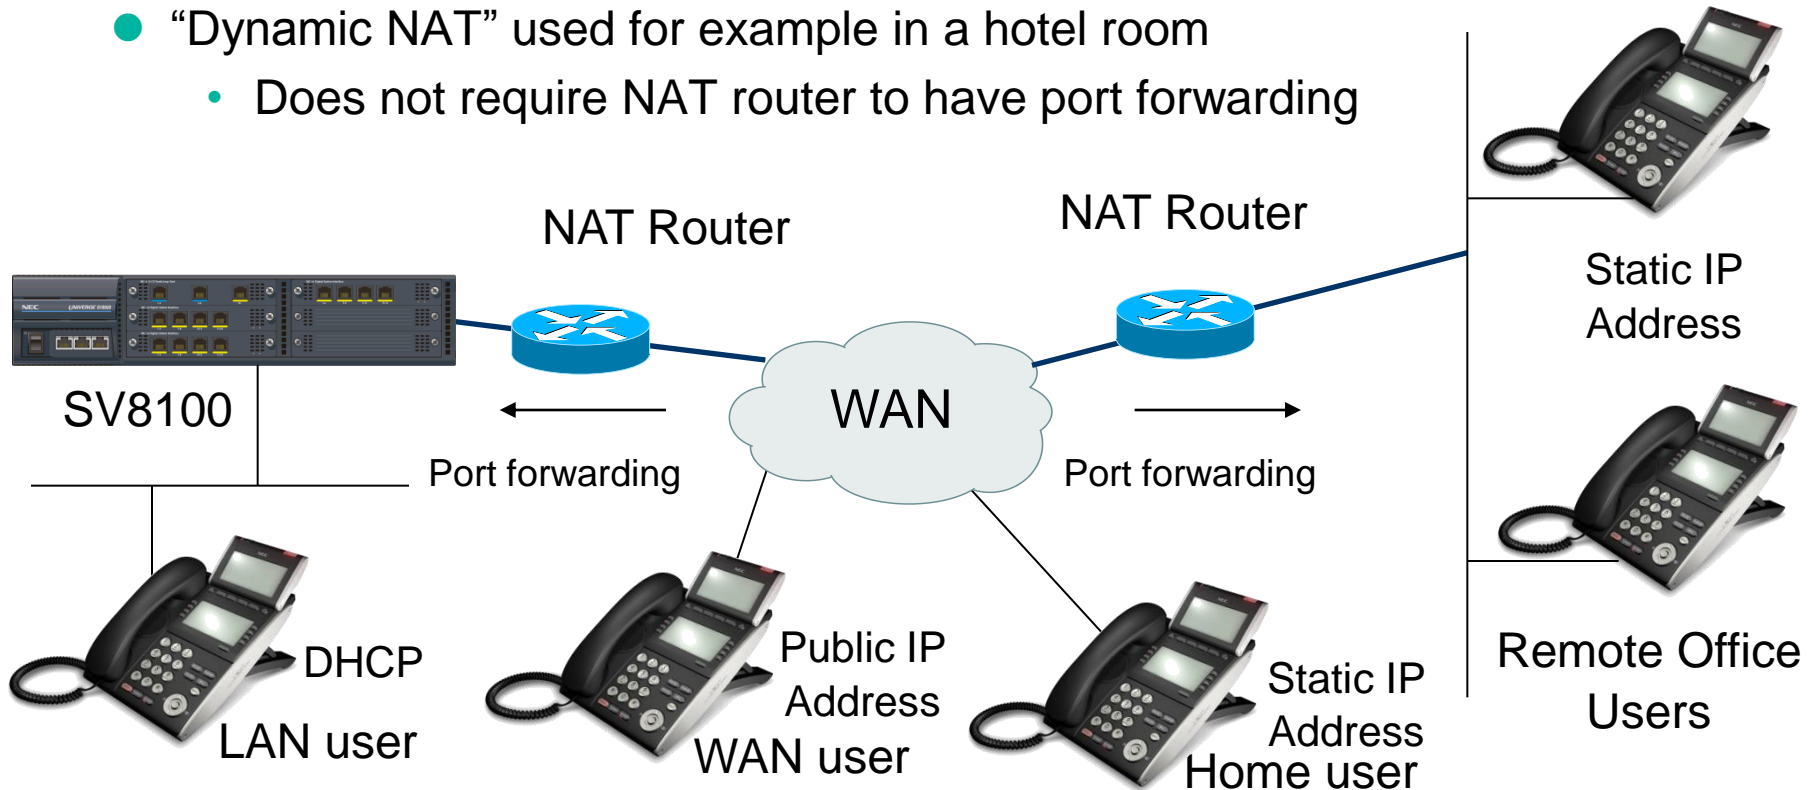 “Dynamic NAT” used for example in a hotel room
Does not require NAT router to have port forwarding
NAT Router
NAT Router
Static IP
Address
NEC
SV8100
WAN
Port forwarding
Port forwarding
DHCP
LAN user
Public IP
Address
WAN user
Static IP
Address
Home user
Remote Office
Users